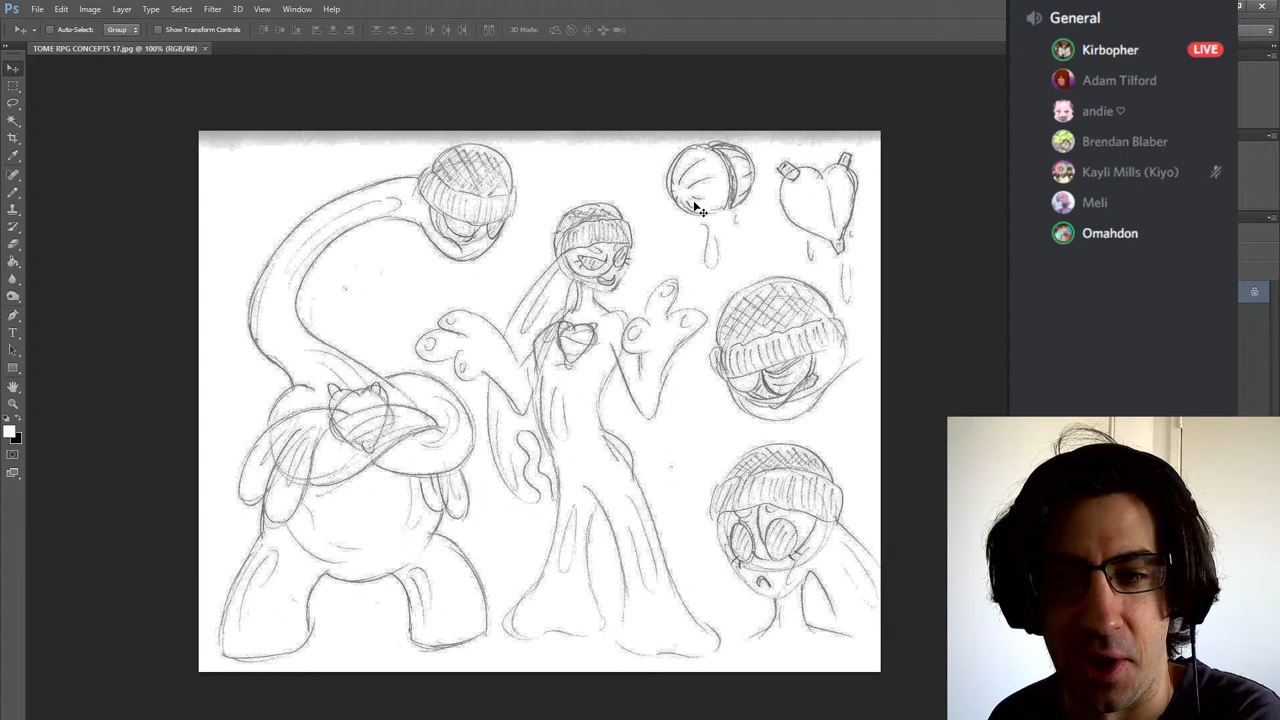 Ps File Edit Image Layer Type Select Filter 3D View Window Help
Auto-Select: Group Show Transform Controls 3D Mode:
TOME RPG CONCEPTS 17.jpg @ 100% (RGB/8#) ×
General
Kirbopher LIVE
Adam Tilford
andie♡
Brendan Blaber
Kayli Mills (Kiyo)
Meli
Omahdon